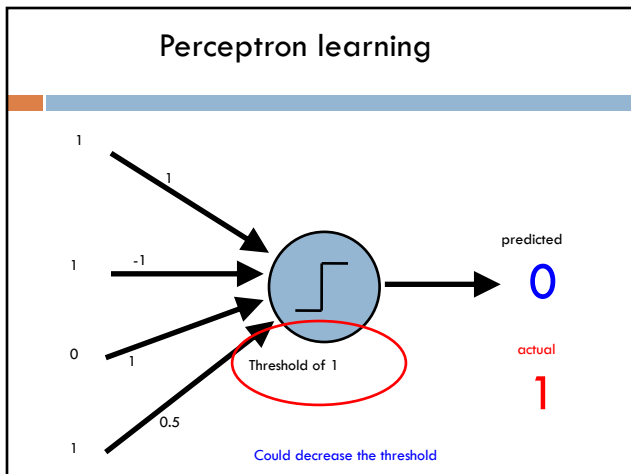 Perceptron learning
1
1
predicted
1
-1
0
actual
0
1
Threshold of 1
1
0.5
1
Could decrease the threshold